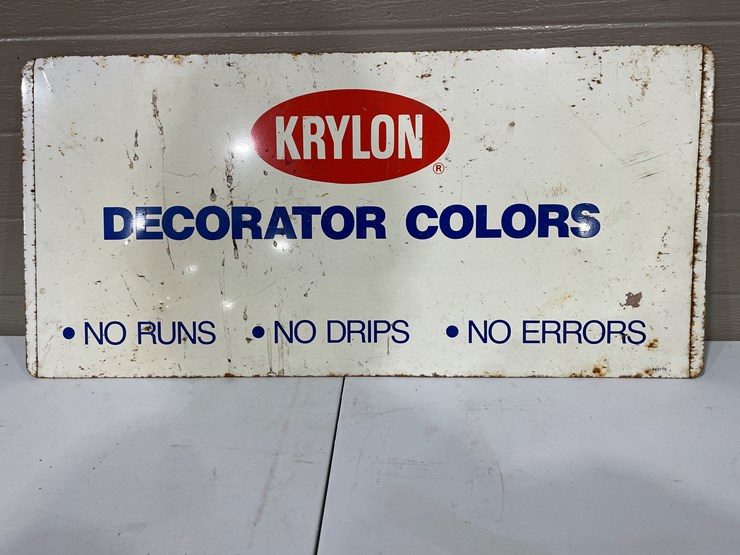 KRYLON ®
DECORATOR COLORS
• NO RUNS • NO DRIPS • NO ERRORS